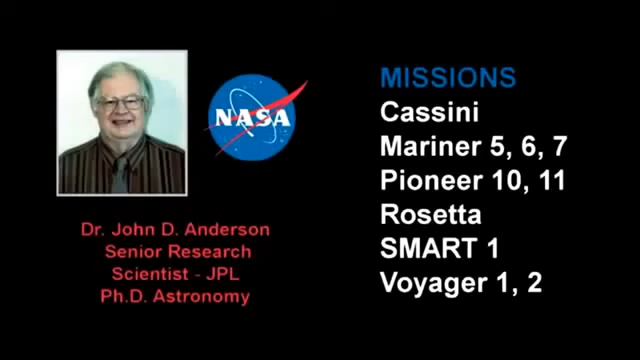 NASA
Dr. John D. Anderson
Senior Research
Scientist - JPL
Ph.D. Astronomy
MISSIONS
Cassini
Mariner 5, 6, 7
Pioneer 10, 11
Rosetta
SMART 1
Voyager 1, 2